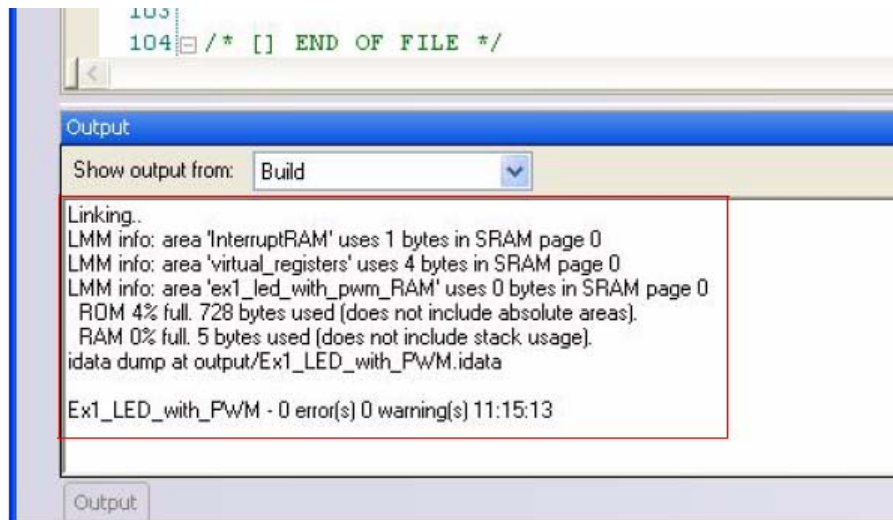 103
104 /* [] END OF FILE */
Output
Show output from: Build
Linking..
LMM info: area 'InterruptRAM' uses 1 bytes in SRAM page 0
LMM info: area 'virtual_registers' uses 4 bytes in SRAM page 0
LMM info: area 'ex1_led_with_pwm_RAM' uses 0 bytes in SRAM page 0
ROM 4% full. 728 bytes used (does not include absolute areas).
RAM 0% full. 5 bytes used (does not include stack usage).
idata dump at output/Ex1_LED_with_PWM.idata
Ex1_LED_with_PWM - 0 error(s) 0 warning(s) 11:15:13
Output